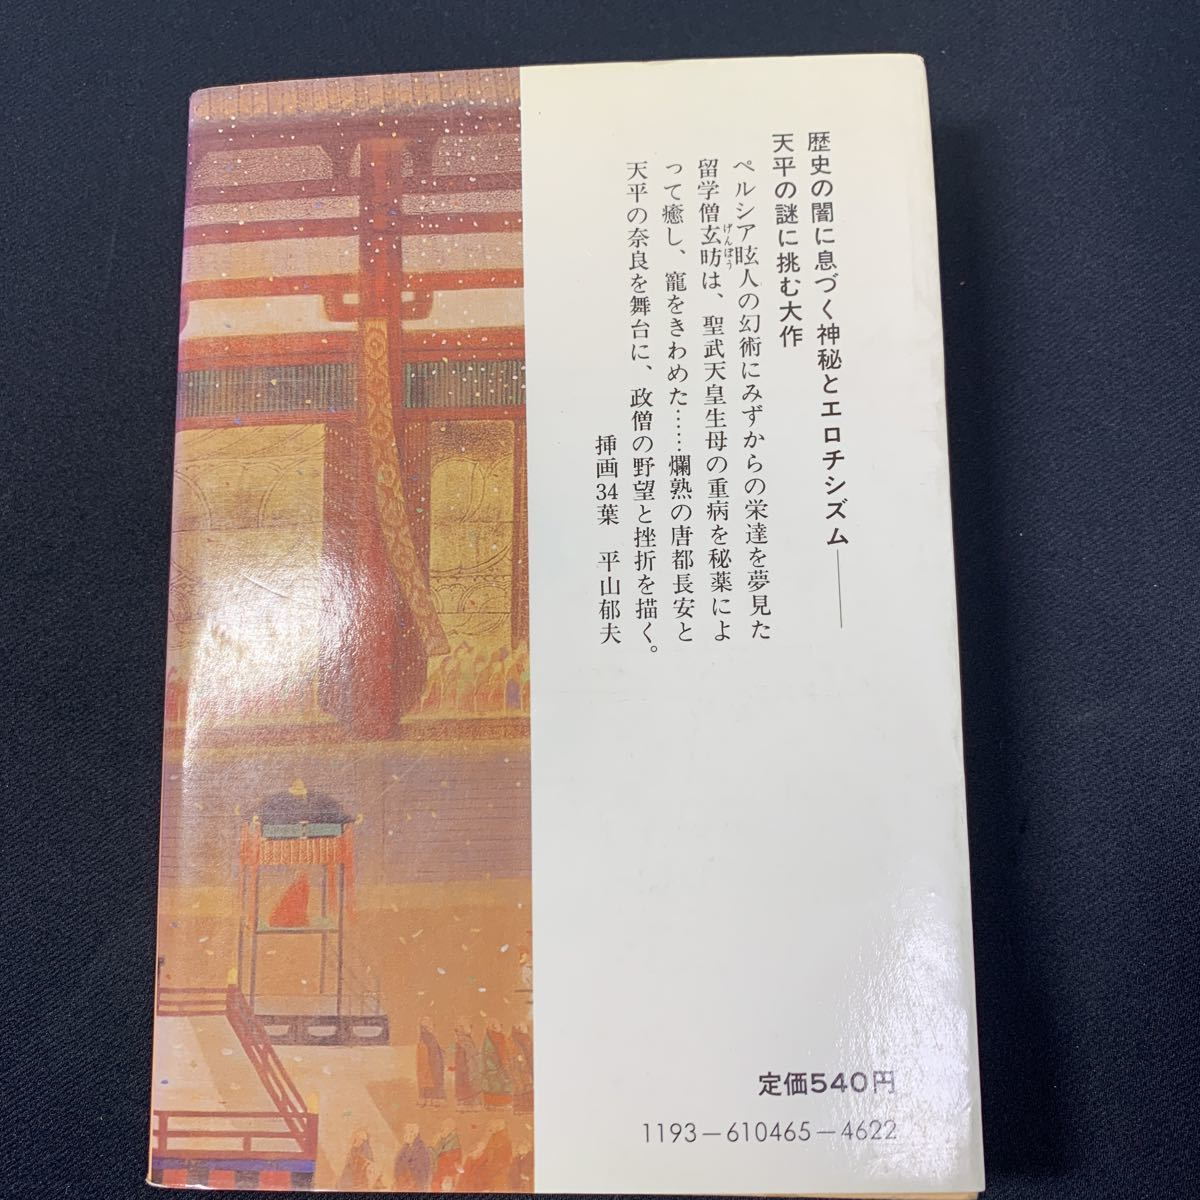 歴史の闇に息づく神秘とエロチシズム――
天平の謎に挑む大作
ペルシア眩人の幻術にみずからの栄達を夢見た
留学僧玄昉は、聖武天皇生母の重病を秘薬によ
げんぼう
って癒し、寵をきわめた……爛熟の唐都長安と
天平の奈良を舞台に、政僧の野望と挫折を描く。
挿画34葉　平山郁夫
定価540円
1193－610465－4622